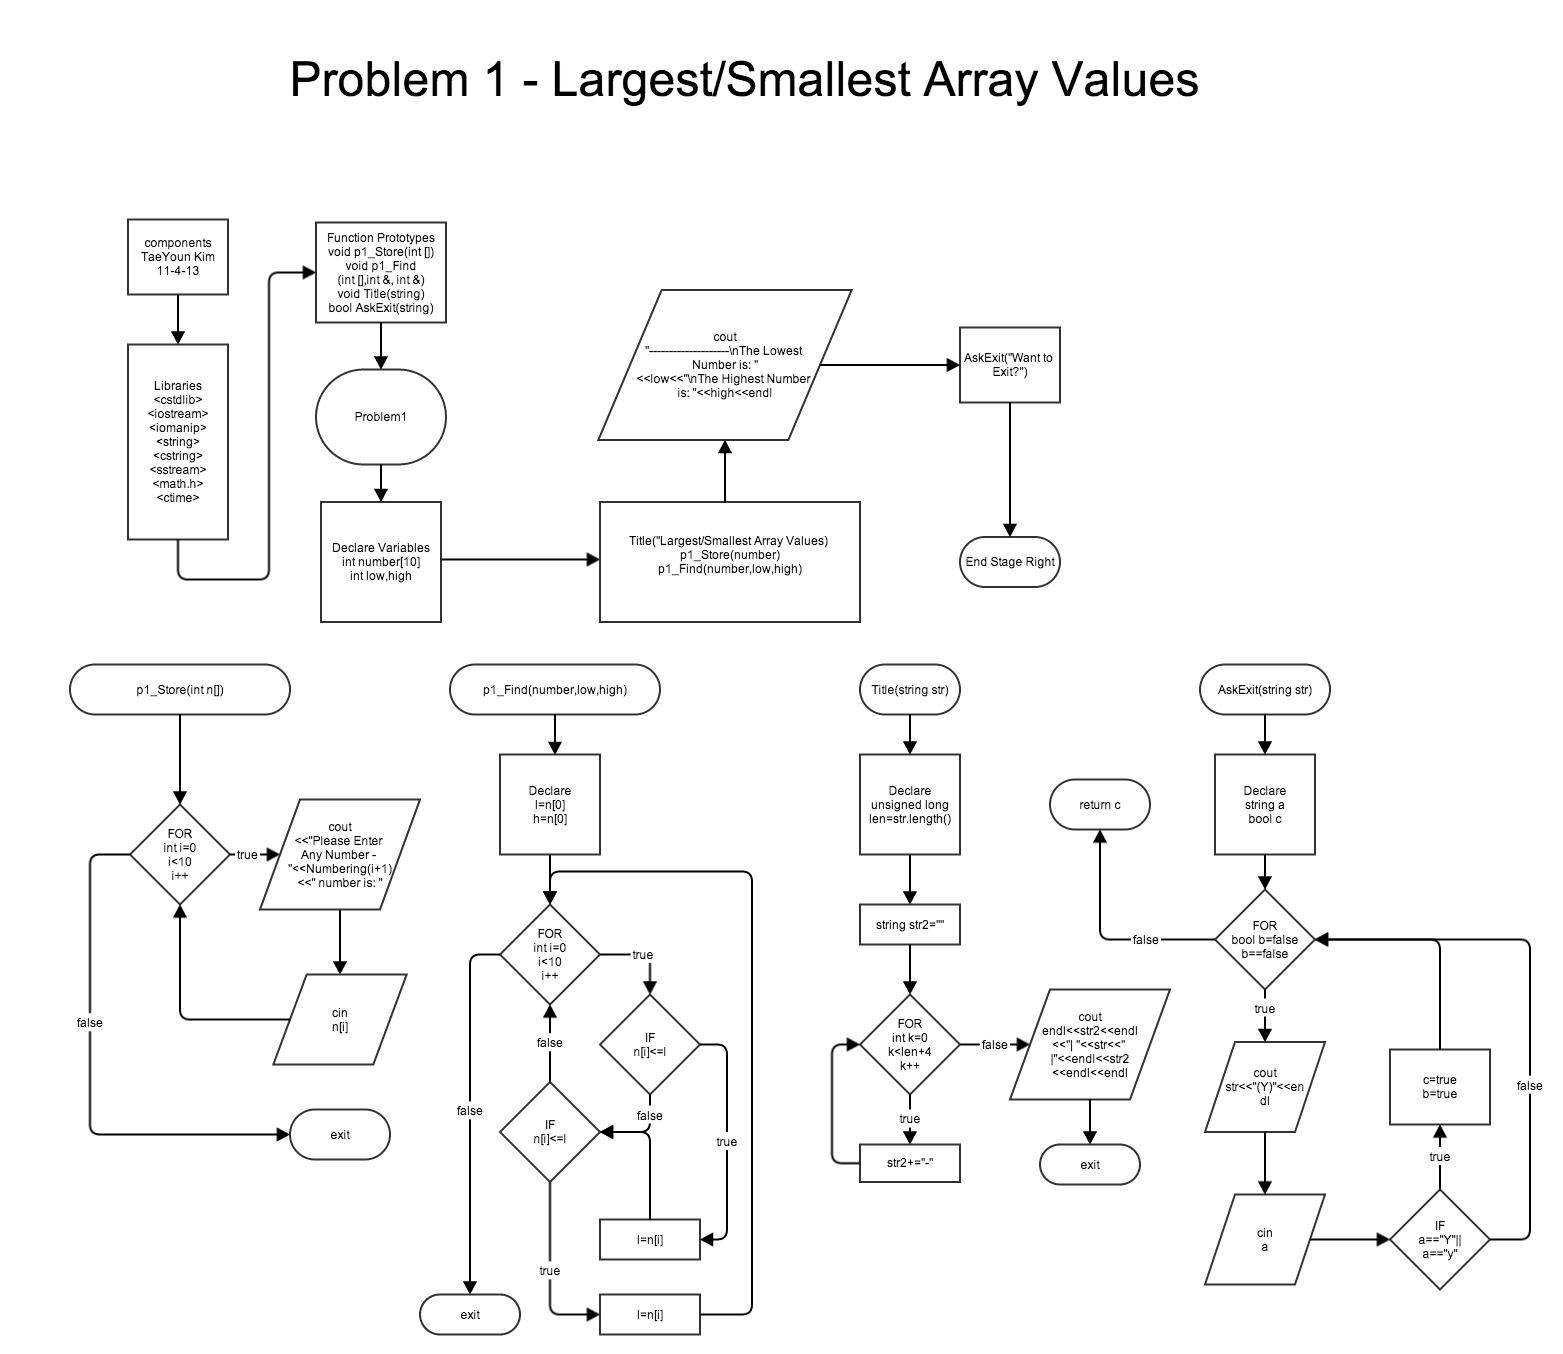 Problem 1 - Largest/Smallest Array Values
components
TaeYoun Kim
11-4-13
Libraries
<cstdlib>
<iostream>
<iomanip>
<string>
<cstring>
<sstream>
<math.h>
<ctime>
Function Prototypes
void p1_Store(int [])
void p1_Find
(int [],int &, int &)
void Title(string)
bool AskExit(string)
Problem1
Declare Variables
int number[10]
int low,high
Title("Largest/Smallest Array Values)
p1_Store(number)
p1_Find(number,low,high)
cout
"--------------------\nThe Lowest
Number is: "
<<low<<"\nThe Highest Number
is: "<<high<<endl
AskExit("Want to
Exit?")
End Stage Right
p1_Store(int n[])
FOR
int i=0
i<10
i++
true
cout
<<"Please Enter
Any Number -
"<<Numbering(i+1)
<<" number is: "
cin
n[i]
false
exit
p1_Find(number,low,high)
Declare
l=n[0]
h=n[0]
FOR
int i=0
i<10
i++
true
IF
n[i]<=l
false
false
IF
n[i]<=l
false
true
l=n[i]
true
l=n[i]
exit
Title(string str)
Declare
unsigned long
len=str.length()
string str2=""
FOR
int k=0
k<len+4
k++
false
cout
endl<<str2<<endl
<<"| "<<str<<"
|"<<endl<<str2
<<endl<<endl
true
str2+="-"
exit
AskExit(string str)
Declare
string a
bool c
return c
false
FOR
bool b=false
b==false
true
cout
str<<"(Y)"<<en
dl
cin
a
IF
a=="Y"||
a=="y"
true
c=true
b=true
false